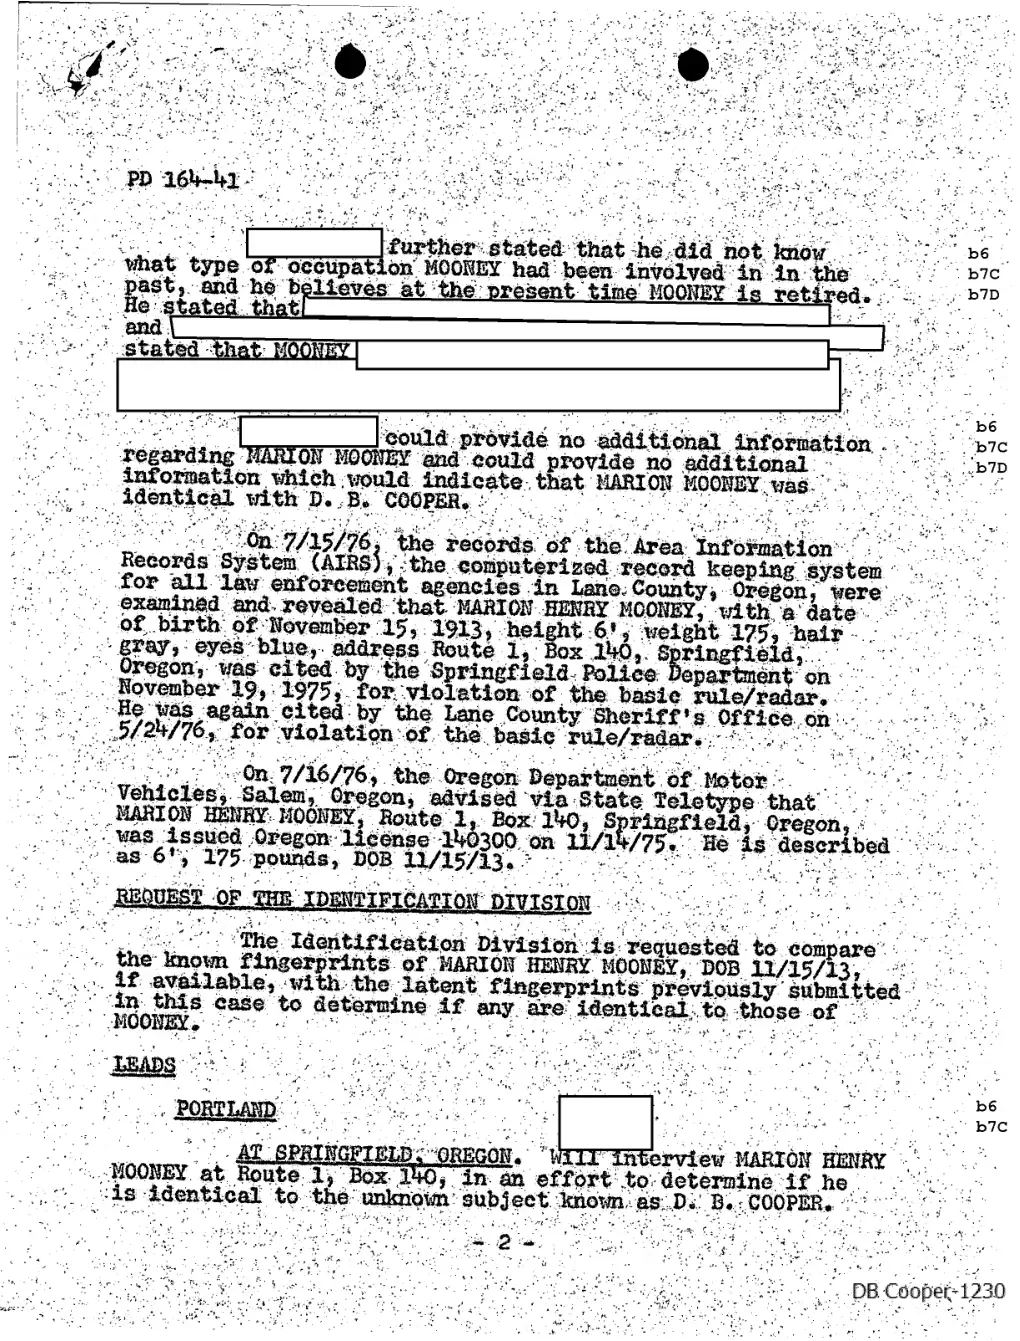 PD 164-41
further stated that he did not know b6
what type of occupation MOONEY had been involved in in the b7C
past, and he believes at the present time MOONEY is retired. b7D
He stated that
and
stated that MOONEY
could provide no additional information b6
regarding MARION MOONEY and could provide no additional b7C
information which would indicate that MARION MOONEY was b7D
identical with D. B. COOPER.
On 7/15/76, the records of the Area Information
Records System (AIRS), the computerized record keeping system
for all law enforcement agencies in Lane County, Oregon, were
examined and revealed that MARION HENRY MOONEY, with a date
of birth of November 15, 1913, height 6', weight 175, hair
gray, eyes blue, address Route 1, Box 140, Springfield,
Oregon, was cited by the Springfield Police Department on
November 19, 1975, for violation of the basic rule/radar.
He was again cited by the Lane County Sheriff's Office on
5/24/76, for violation of the basic rule/radar.
On 7/16/76, the Oregon Department of Motor
Vehicles, Salem, Oregon, advised via State Teletype that
MARION HENRY MOONEY, Route 1, Box 140, Springfield, Oregon,
was issued Oregon license 140300 on 11/14/75. He is described
as 6', 175 pounds, DOB 11/15/13.
REQUEST OF THE IDENTIFICATION DIVISION
The Identification Division is requested to compare
the known fingerprints of MARION HENRY MOONEY, DOB 11/15/13,
if available, with the latent fingerprints previously submitted
in this case to determine if any are identical to those of
MOONEY.
LEADS
PORTLAND b6
b7C
AT SPRINGFIELD, OREGON. Will interview MARION HENRY
MOONEY at Route 1, Box 140, in an effort to determine if he
is identical to the unknown subject known as D. B. COOPER.
- 2 -
DB Cooper-1230